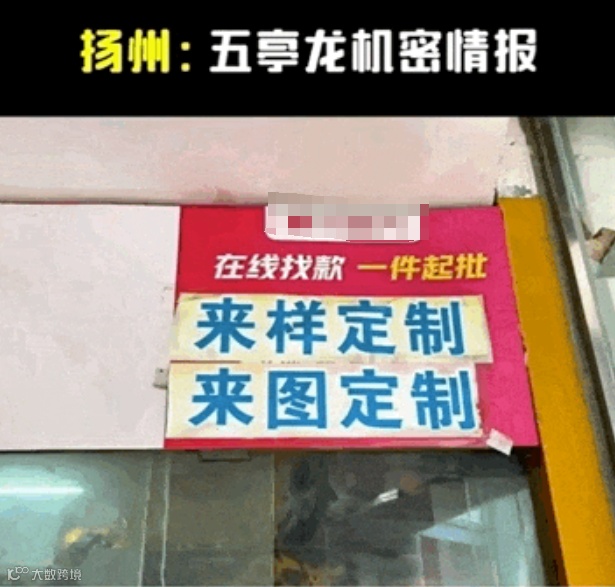 扬州：五亭龙机密情报
在线找款 一件起批
来样定制
来图定制
大数跨境